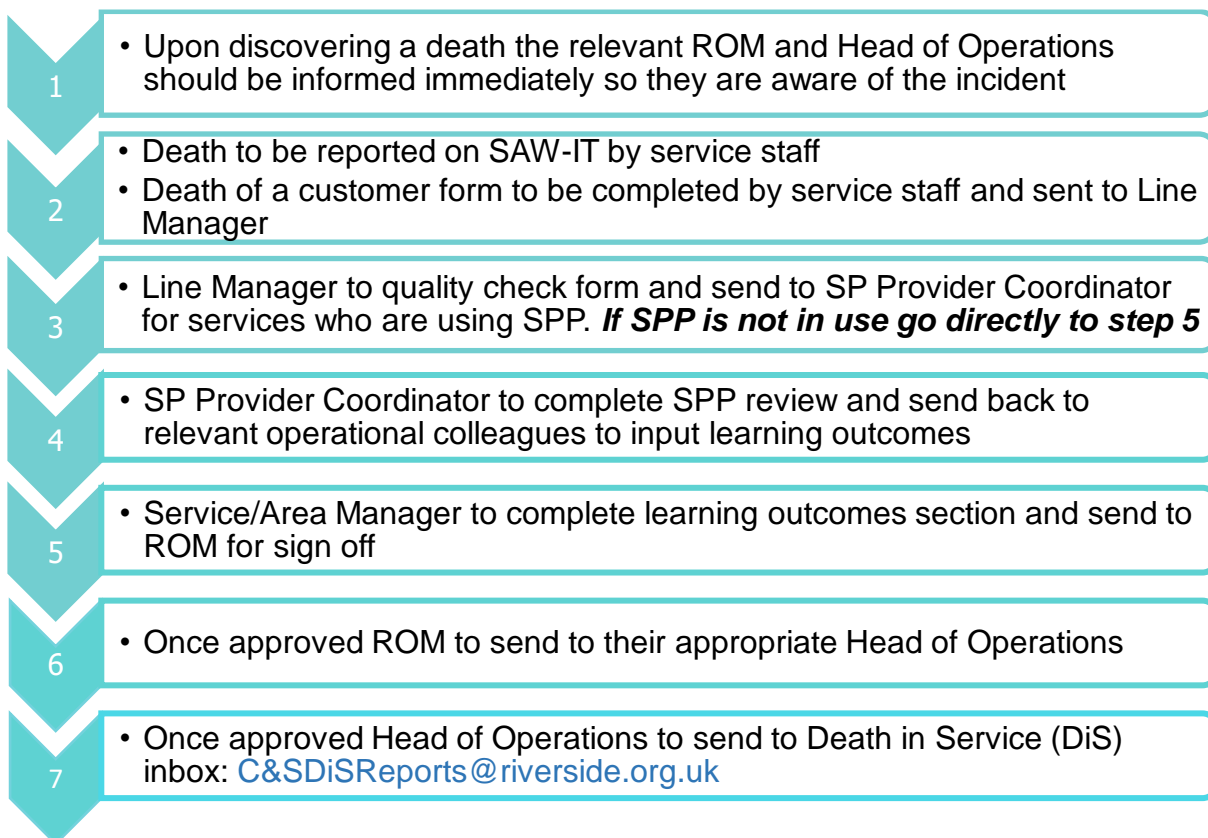 1
• Upon discovering a death the relevant ROM and Head of Operations
should be informed immediately so they are aware of the incident
2
• Death to be reported on SAW-IT by service staff
• Death of a customer form to be completed by service staff and sent to Line
Manager
3
• Line Manager to quality check form and send to SP Provider Coordinator
for services who are using SPP. If SPP is not in use go directly to step 5
4
• SP Provider Coordinator to complete SPP review and send back to
relevant operational colleagues to input learning outcomes
5
• Service/Area Manager to complete learning outcomes section and send to
ROM for sign off
6
• Once approved ROM to send to their appropriate Head of Operations
7
• Once approved Head of Operations to send to Death in Service (DiS)
inbox: C&SDiSReports@riverside.org.uk